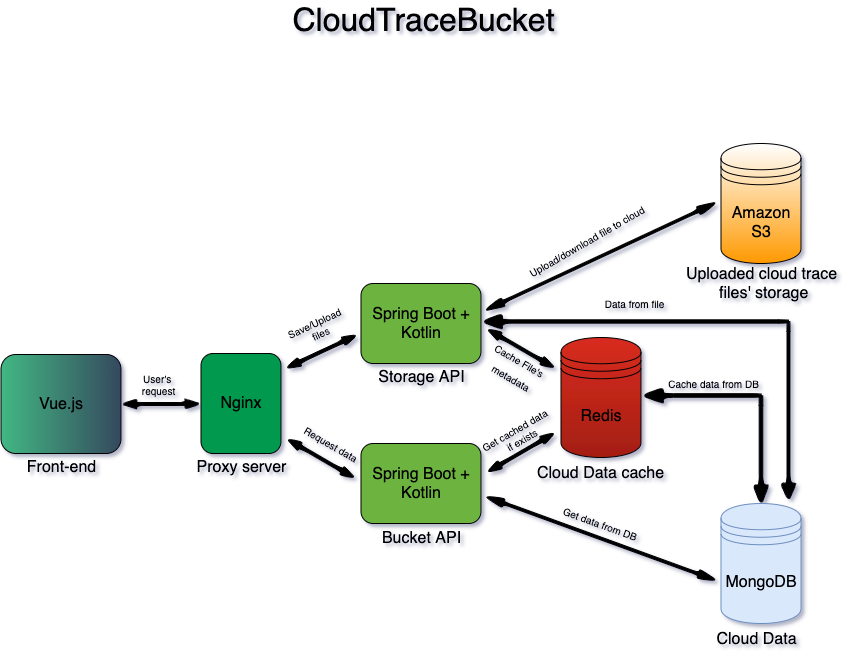 CloudTraceBucket
Amazon
S3
Uploaded cloud trace
files' storage
Upload/download file to cloud
Data from file
Spring Boot +
Kotlin
Storage API
Save/Upload
files
Cache File's
metadata
Vue.js
Front-end
User's
request
Nginx
Proxy server
Redis
Cloud Data cache
Cache data from DB
Request data
Get cached data
if exists
Spring Boot +
Kotlin
Bucket API
Get data from DB
MongoDB
Cloud Data